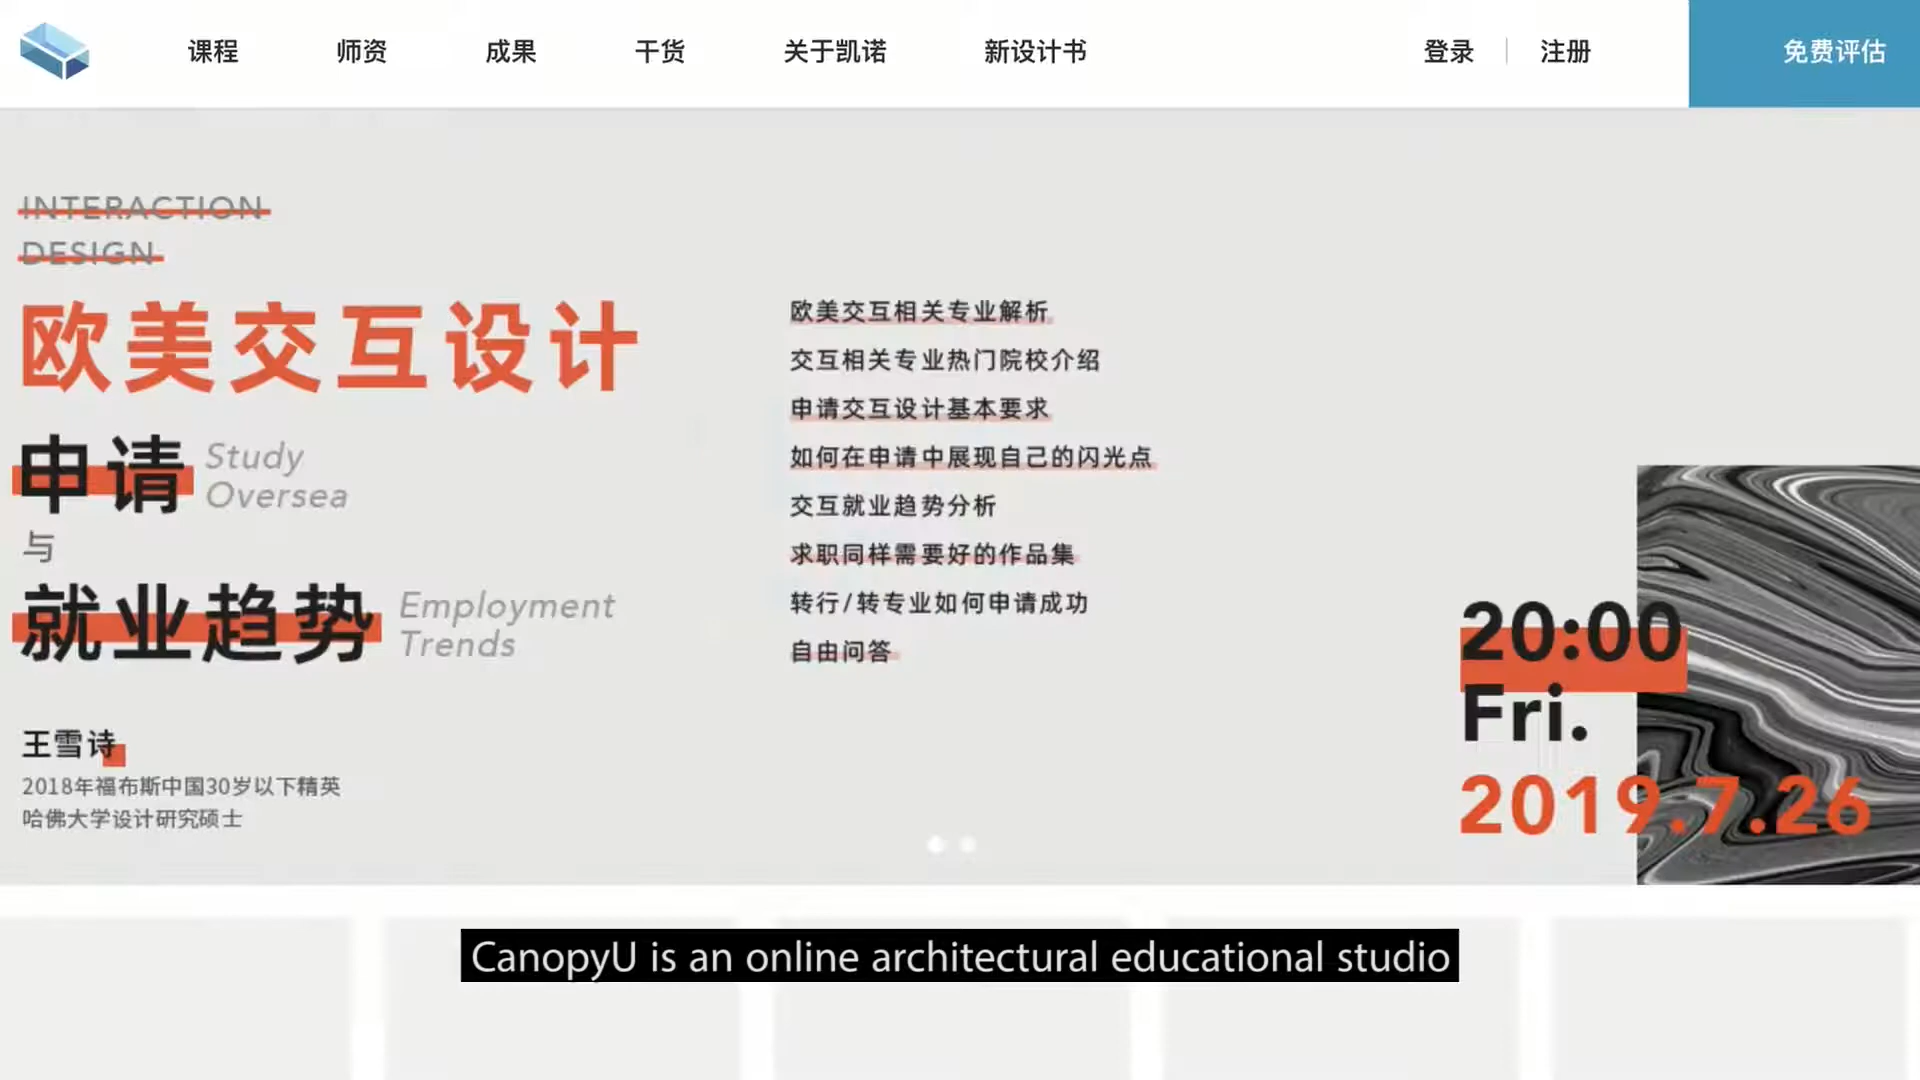 课程
师资
成果
干货
关于凯诺
新设计书
登录
注册
免费评估
INTERACTION
DESIGN
欧美交互设计
申请
Study
Oversea
与
就业趋势
Employment
Trends
王雪诗
2018年福布斯中国30岁以下精英
哈佛大学设计研究硕士
欧美交互相关专业解析
交互相关专业热门院校介绍
申请交互设计基本要求
如何在申请中展现自己的闪光点
交互就业趋势分析
求职同样需要好的作品集
转行/转专业如何申请成功
自由问答
20:00
Fri.
2019.7.26
CanopyU is an online architectural educational studio